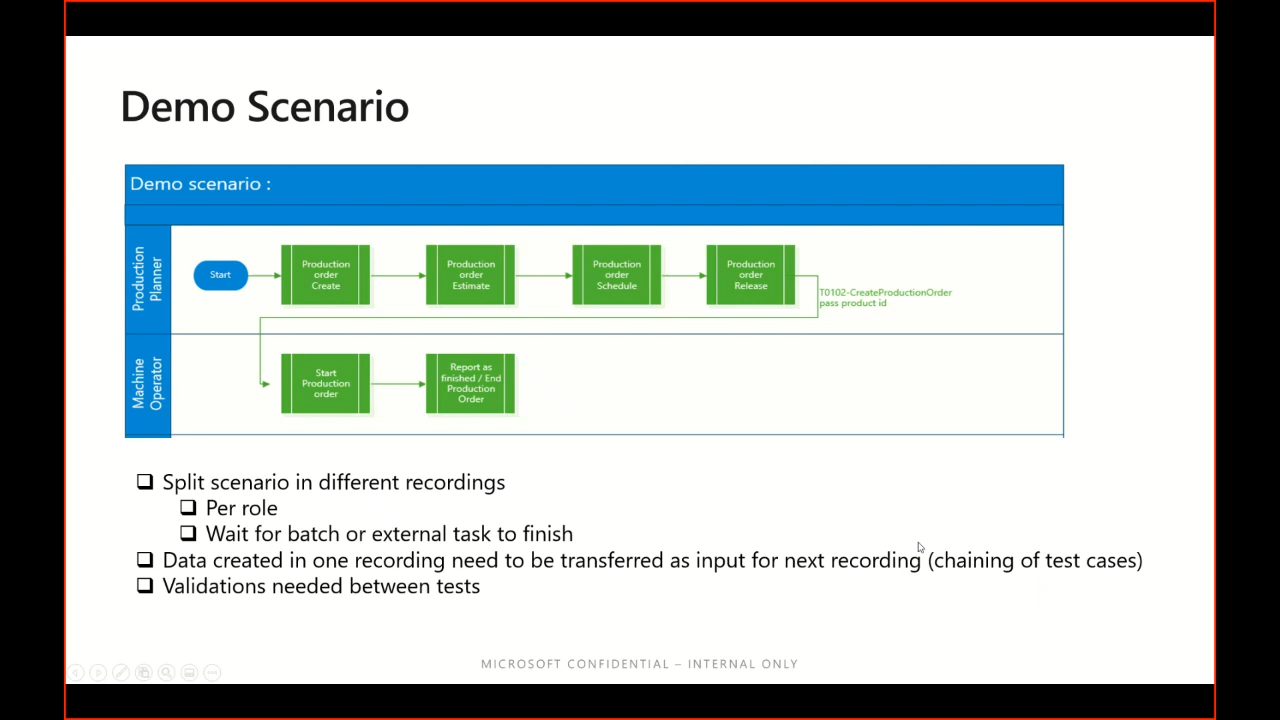 Demo Scenario
Demo scenario :
Production
Planner
Start
Production
order
Create
Production
order
Estimate
Production
order
Schedule
Production
order
Release
T0102-CreateProductionOrder
pass product id
Machine
Operator
Start
Production
order
Report as
finished / End
Production
Order
Split scenario in different recordings
Per role
Wait for batch or external task to finish
Data created in one recording need to be transferred as input for next recording (chaining of test cases)
Validations needed between tests
MICROSOFT CONFIDENTIAL – INTERNAL ONLY